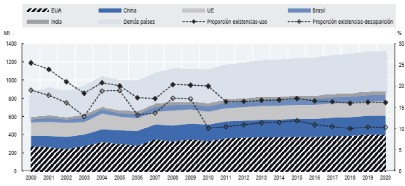 EUA China UE Brasil
India Demás países Proporción existencias-uso Proporción existencias-desaparición
Mt %
1400 30
1200 25
1000
800 20
600 15
400 10
200 5
0 0
2000 2001 2002 2003 2004 2005 2006 2007 2008 2009 2010 2011 2012 2013 2014 2015 2016 2017 2018 2019 2020